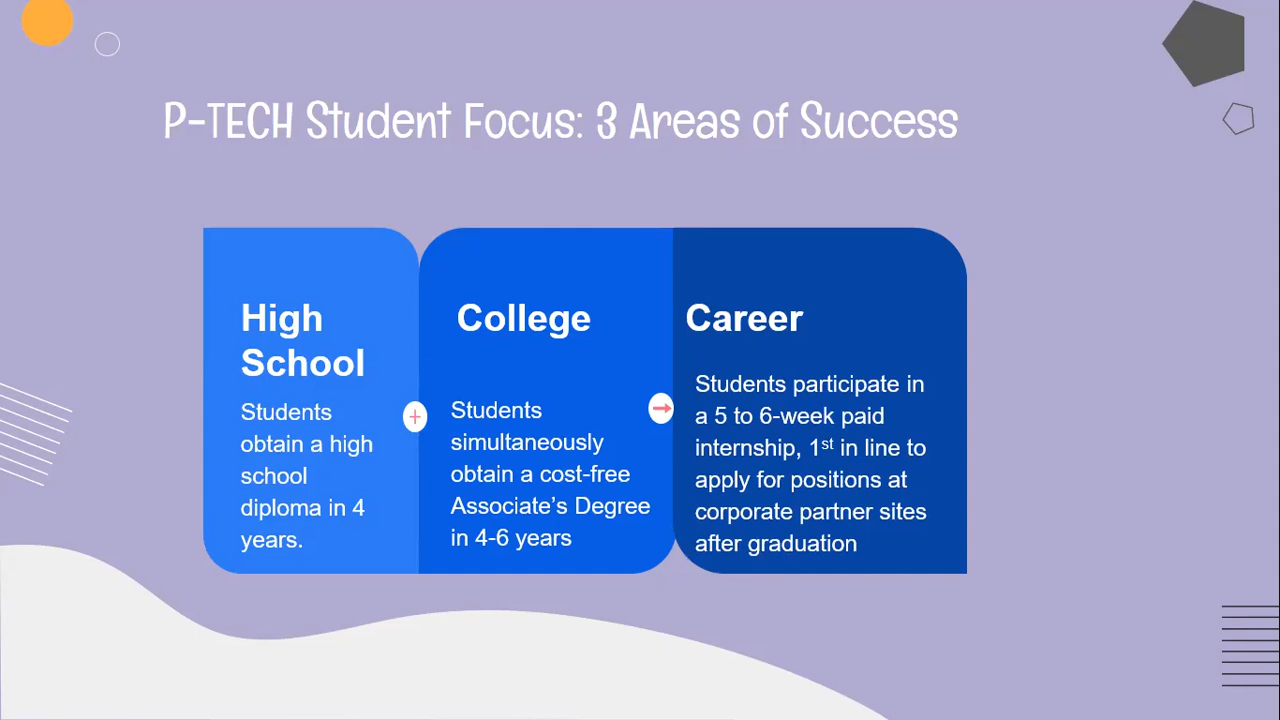 P-TECH Student Focus: 3 Areas of Success
High
School
Students
obtain a high
school
diploma in 4
years.
College
Students
simultaneously
obtain a cost-free
Associate’s Degree
in 4-6 years
Career
Students participate in
a 5 to 6-week paid
internship, 1st in line to
apply for positions at
corporate partner sites
after graduation